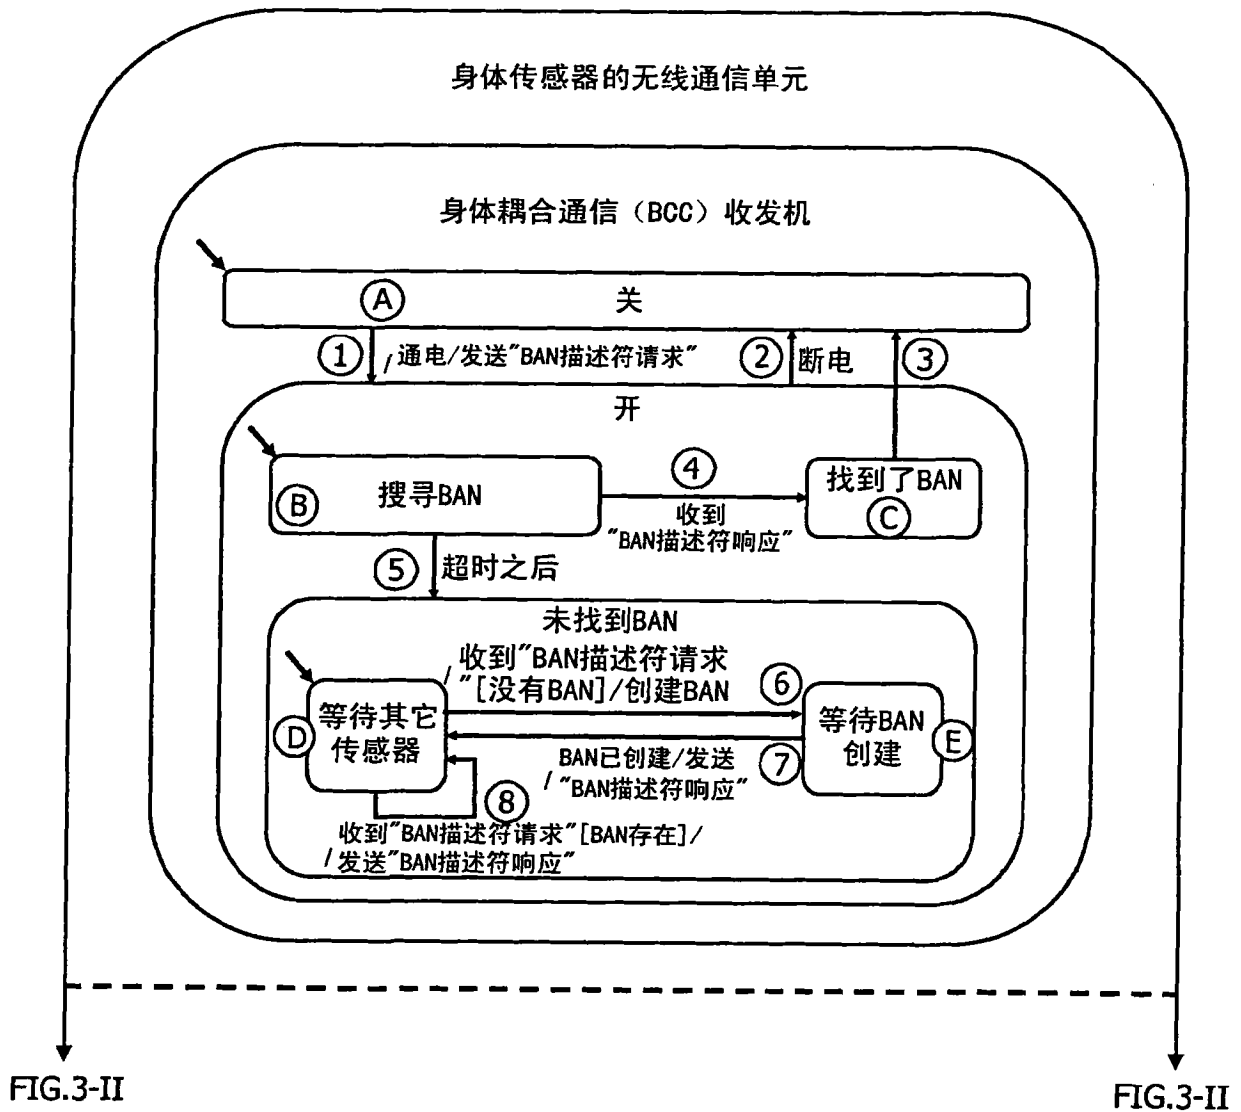 身体传感器的无线通信单元
身体耦合通信（BCC）收发机
A
关
1
/通电/发送"BAN描述符请求"
2
断电
3
开
B
搜寻BAN
4
收到
"BAN描述符响应"
找到了BAN
C
5
超时之后
未找到BAN
/收到"BAN描述符请求
"[没有BAN]/创建BAN
6
D
等待其它
传感器
等待BAN
创建
E
7
BAN已创建/发送
/"BAN描述符响应"
8
收到"BAN描述符请求"[BAN存在]/
/发送"BAN描述符响应"
FIG.3-II
FIG.3-II